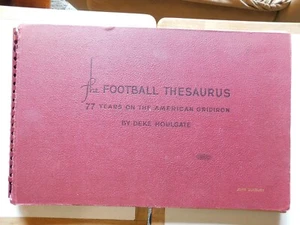 the FOOTBALL THESAURUS
77 YEARS ON THE AMERICAN GRIDIRON
BY DEKE HOULGATE